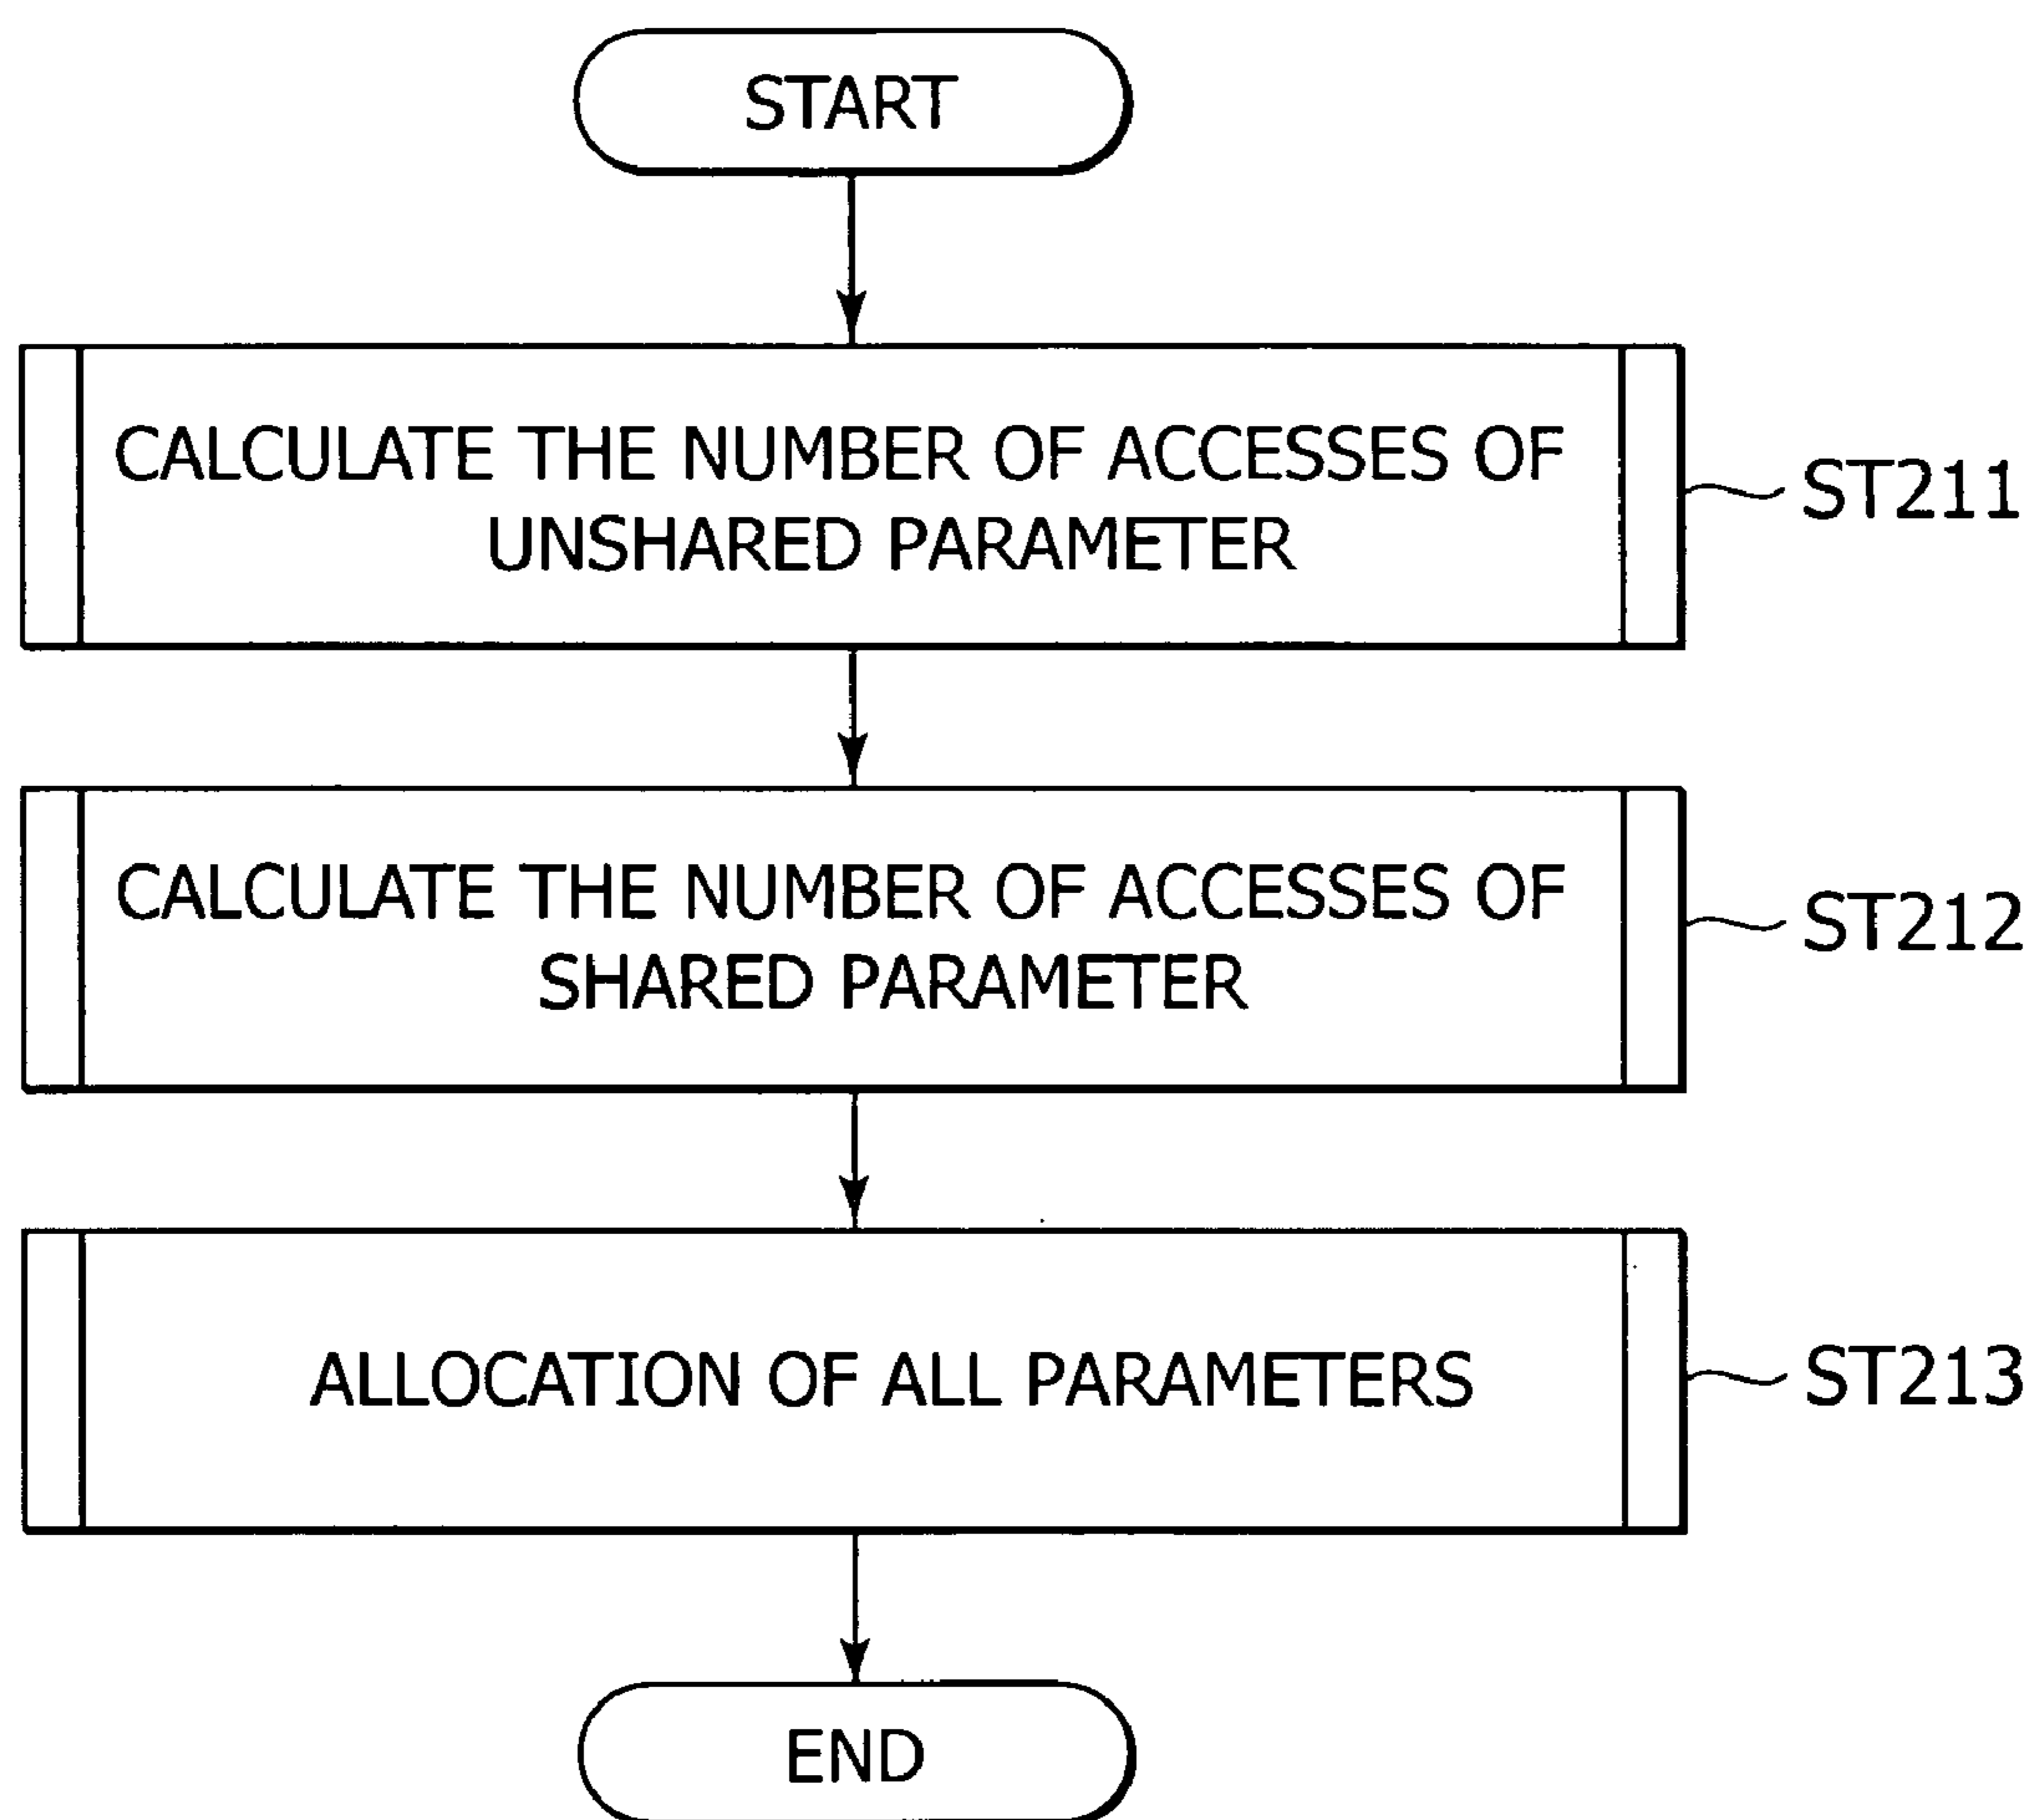 START
CALCULATE THE NUMBER OF ACCESSES OF
UNSHARED PARAMETER
ST211
CALCULATE THE NUMBER OF ACCESSES OF
SHARED PARAMETER
ST212
ALLOCATION OF ALL PARAMETERS
ST213
END